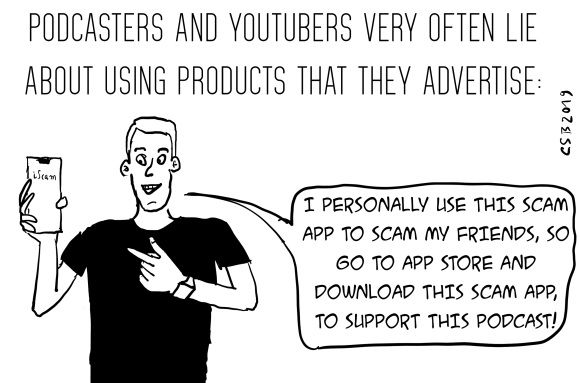 PODCASTERS AND YOUTUBERS VERY OFTEN LIE
ABOUT USING PRODUCTS THAT THEY ADVERTISE:
CSB2019
iScam
I PERSONALLY USE THIS SCAM
APP TO SCAM MY FRIENDS, SO
GO TO APP STORE AND
DOWNLOAD THIS SCAM APP,
TO SUPPORT THIS PODCAST!